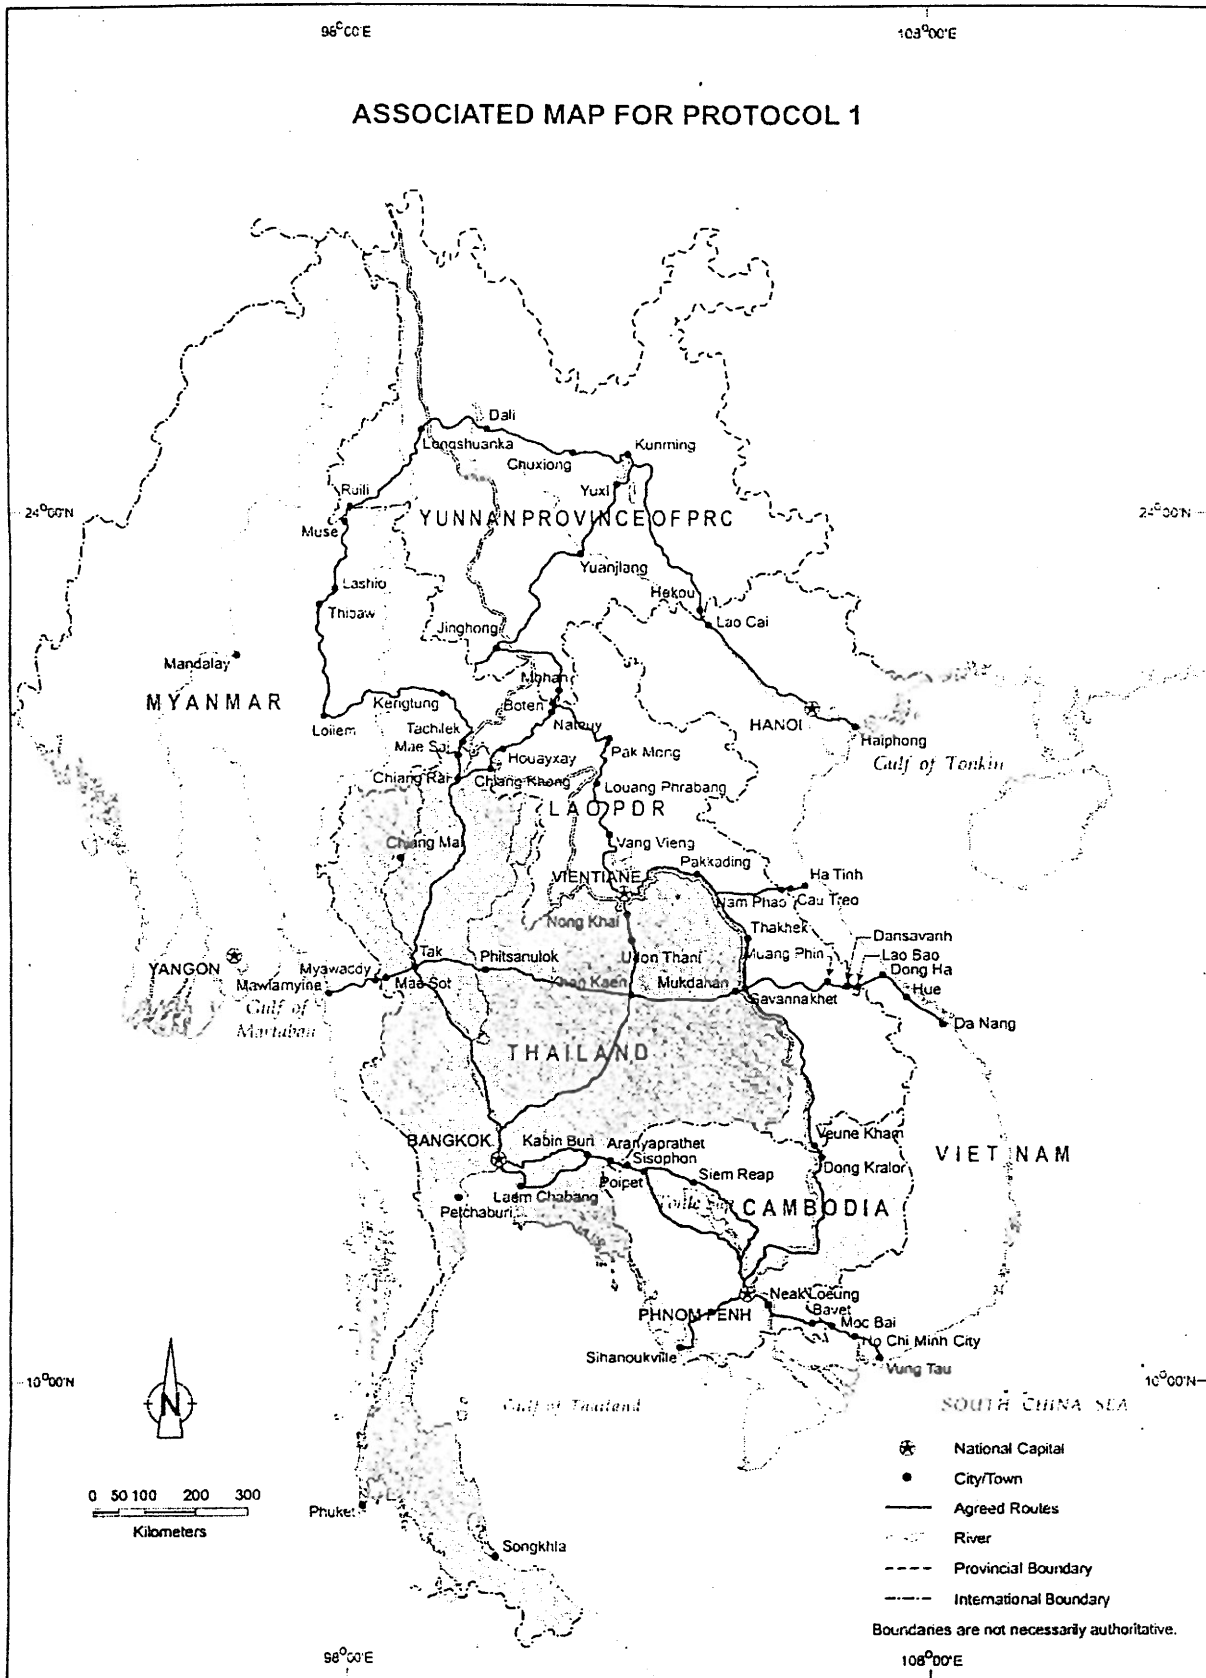 98°00'E
108°00'E
ASSOCIATED MAP FOR PROTOCOL 1
Dali
Longshuanka
Kunming
Chuxiong
Ruili
Yuxi
24°00'N
YUNNAN PROVINCE OF PRC
24°00'N
Muse
Yuanjiang
Lashio
Hekou
Thibaw
Lao Cai
Jinghong
Mandalay
Mohan
MYANMAR
Kengtung
Boten
HANOI
Loilem
Tachilek
Nateuy
Haiphong
Mae Sai
Houayxay
Pak Mong
Gulf of Tonkin
Chiang Rai
Chiang Khong
Louang Phrabang
LAO PDR
Chiang Mai
Vang Vieng
Pakkading
VIENTIANE
Ha Tinh
Nam Phao
Cau Treo
Nong Khai
Thakhek
Dansavanh
Tak
Phitsanulok
Udon Thani
Muang Phin
Lao Bao
YANGON
Myawaddy
Dong Ha
Mawlamyine
Mae Sot
Khon Kaen
Mukdahan
Savannakhet
Hue
Gulf of
Martaban
Da Nang
THAILAND
BANGKOK
Kabin Buri
Aranyaprathet
Veune Kham
VIET NAM
Sisophon
Dong Kralor
Poipet
Siem Reap
Laem Chabang
Petchaburi
Tonle Sap
CAMBODIA
Neak Loeung
PHNOM PENH
Bavet
Moc Bai
Ho Chi Minh City
Sihanoukville
Vung Tau
10°00'N
10°00'N
N
Gulf of Thailand
SOUTH CHINA SEA
National Capital
City/Town
0 50 100 200 300
Agreed Routes
Phuket
Kilometers
River
Songkhla
Provincial Boundary
International Boundary
Boundaries are not necessarily authoritative.
98°00'E
108°00'E